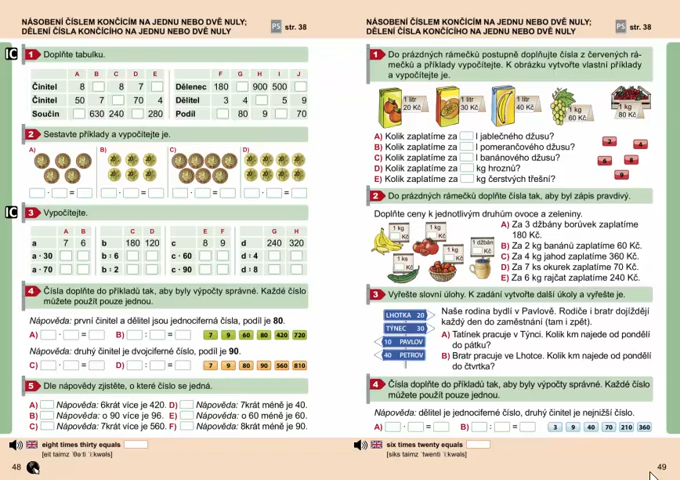 NÁSOBENÍ ČÍSLEM KONČÍCÍM NA JEDNU NEBO DVĚ NULY;
DĚLENÍ ČÍSLA KONČÍCÍHO NA JEDNU NEBO DVĚ NULY
PS str. 38
1 Doplňte tabulku.
A B C D E
Činitel 8 8 7
Činitel 50 7 70 4
Součin 630 240 280
F G H I J
Dělenec 180 900 500
Dělitel 3 4 5 9
Podíl 80 9 70
2 Sestavte příklady a vypočítejte je.
A) B) C) D)
· = · = · = · =
3 Vypočítejte.
A B
a 7 6
a · 30
a · 70
C D
b 180 120
b : 6
b : 2
E F
c 8 9
c · 60
c · 90
G H
d 240 320
d : 4
d : 8
4 Čísla doplňte do příkladů tak, aby byly výpočty správné. Každé číslo
můžete použít pouze jednou.
Nápověda: první činitel a dělitel jsou jednociferná čísla, podíl je 80.
A) · = B) : = 7 9 60 80 420 720
Nápověda: druhý činitel je dvojciferné číslo, podíl je 90.
C) · = D) : = 7 9 80 90 560 810
5 Dle nápovědy zjistěte, o které číslo se jedná.
A) Nápověda: 6krát více je 420. D) Nápověda: 7krát méně je 40.
B) Nápověda: o 90 více je 96. E) Nápověda: o 60 méně je 60.
C) Nápověda: 7krát více je 560. F) Nápověda: 8krát méně je 90.
eight times thirty equals
48
NÁSOBENÍ ČÍSLEM KONČÍCÍM NA JEDNU NEBO DVĚ NULY;
DĚLENÍ ČÍSLA KONČÍCÍHO NA JEDNU NEBO DVĚ NULY
PS str. 38
1 Do prázdných rámečků postupně doplňujte čísla z červených rá-
mečků a příklady vypočítejte. K obrázku vytvořte vlastní příklady
a vypočítejte je.
1 litr 20 Kč
1 litr 30 Kč
1 litr 40 Kč
1 kg 60 Kč
1 kg 80 Kč
A) Kolik zaplatíme za l jablečného džusu?
B) Kolik zaplatíme za l pomerančového džusu?
C) Kolik zaplatíme za l banánového džusu?
D) Kolik zaplatíme za kg hroznů?
E) Kolik zaplatíme za kg čerstvých třešní?
2 Do prázdných rámečků doplňte čísla tak, aby byl zápis pravdivý.
Doplňte ceny k jednotlivým druhům ovoce a zeleniny.
1 kg Kč
1 kg Kč
1 kg Kč
1 ks Kč
1 džbán Kč
A) Za 3 džbány borůvek zaplatíme
180 Kč.
B) Za 2 kg banánů zaplatíme 60 Kč.
C) Za 4 kg jahod zaplatíme 360 Kč.
D) Za 7 ks okurek zaplatíme 70 Kč.
E) Za 6 kg rajčat zaplatíme 240 Kč.
3 Vyřešte slovní úlohy. K zadání vytvořte další úkoly a vyřešte je.
LHOTKA 20
TÝNEC 30
10 PAVLOV
40 PETROV
Naše rodina bydlí v Pavlově. Rodiče i bratr dojíždějí
každý den do zaměstnání (tam i zpět).
A) Tatínek pracuje v Týnci. Kolik km najede od pondělí
do pátku?
B) Bratr pracuje ve Lhotce. Kolik km najede od pondělí
do čtvrtka?
4 Čísla doplňte do příkladů tak, aby byly výpočty správné. Každé číslo
můžete použít pouze jednou.
Nápověda: dělitel je jednociferné číslo, druhý činitel je nejnižší číslo.
A) · = B) : = 3 9 40 70 210 360
six times twenty equals
49